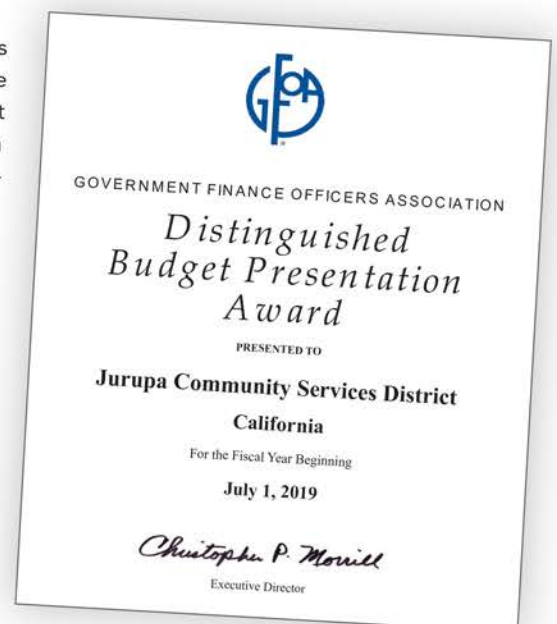 s
e
t
GFOA
GOVERNMENT FINANCE OFFICERS ASSOCIATION
Distinguished
Budget Presentation
Award
PRESENTED TO
Jurupa Community Services District
California
For the Fiscal Year Beginning
July 1, 2019
Christopher P. Morrill
Executive Director